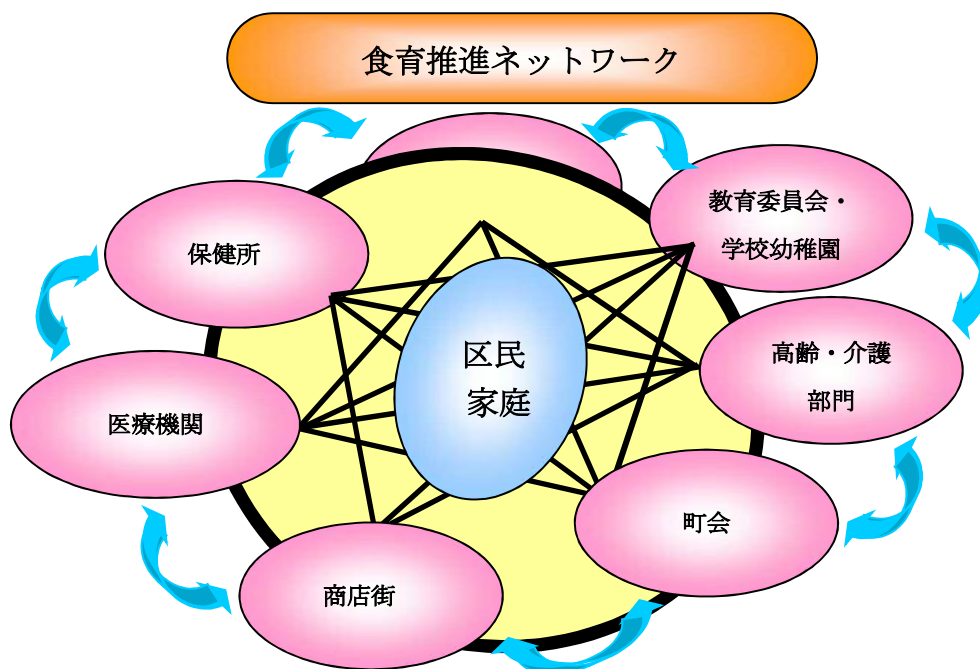 食育推進ネットワーク
教育委員会・
学校幼稚園
保健所
高齢・介護
部門
区民
家庭
医療機関
町会
商店街